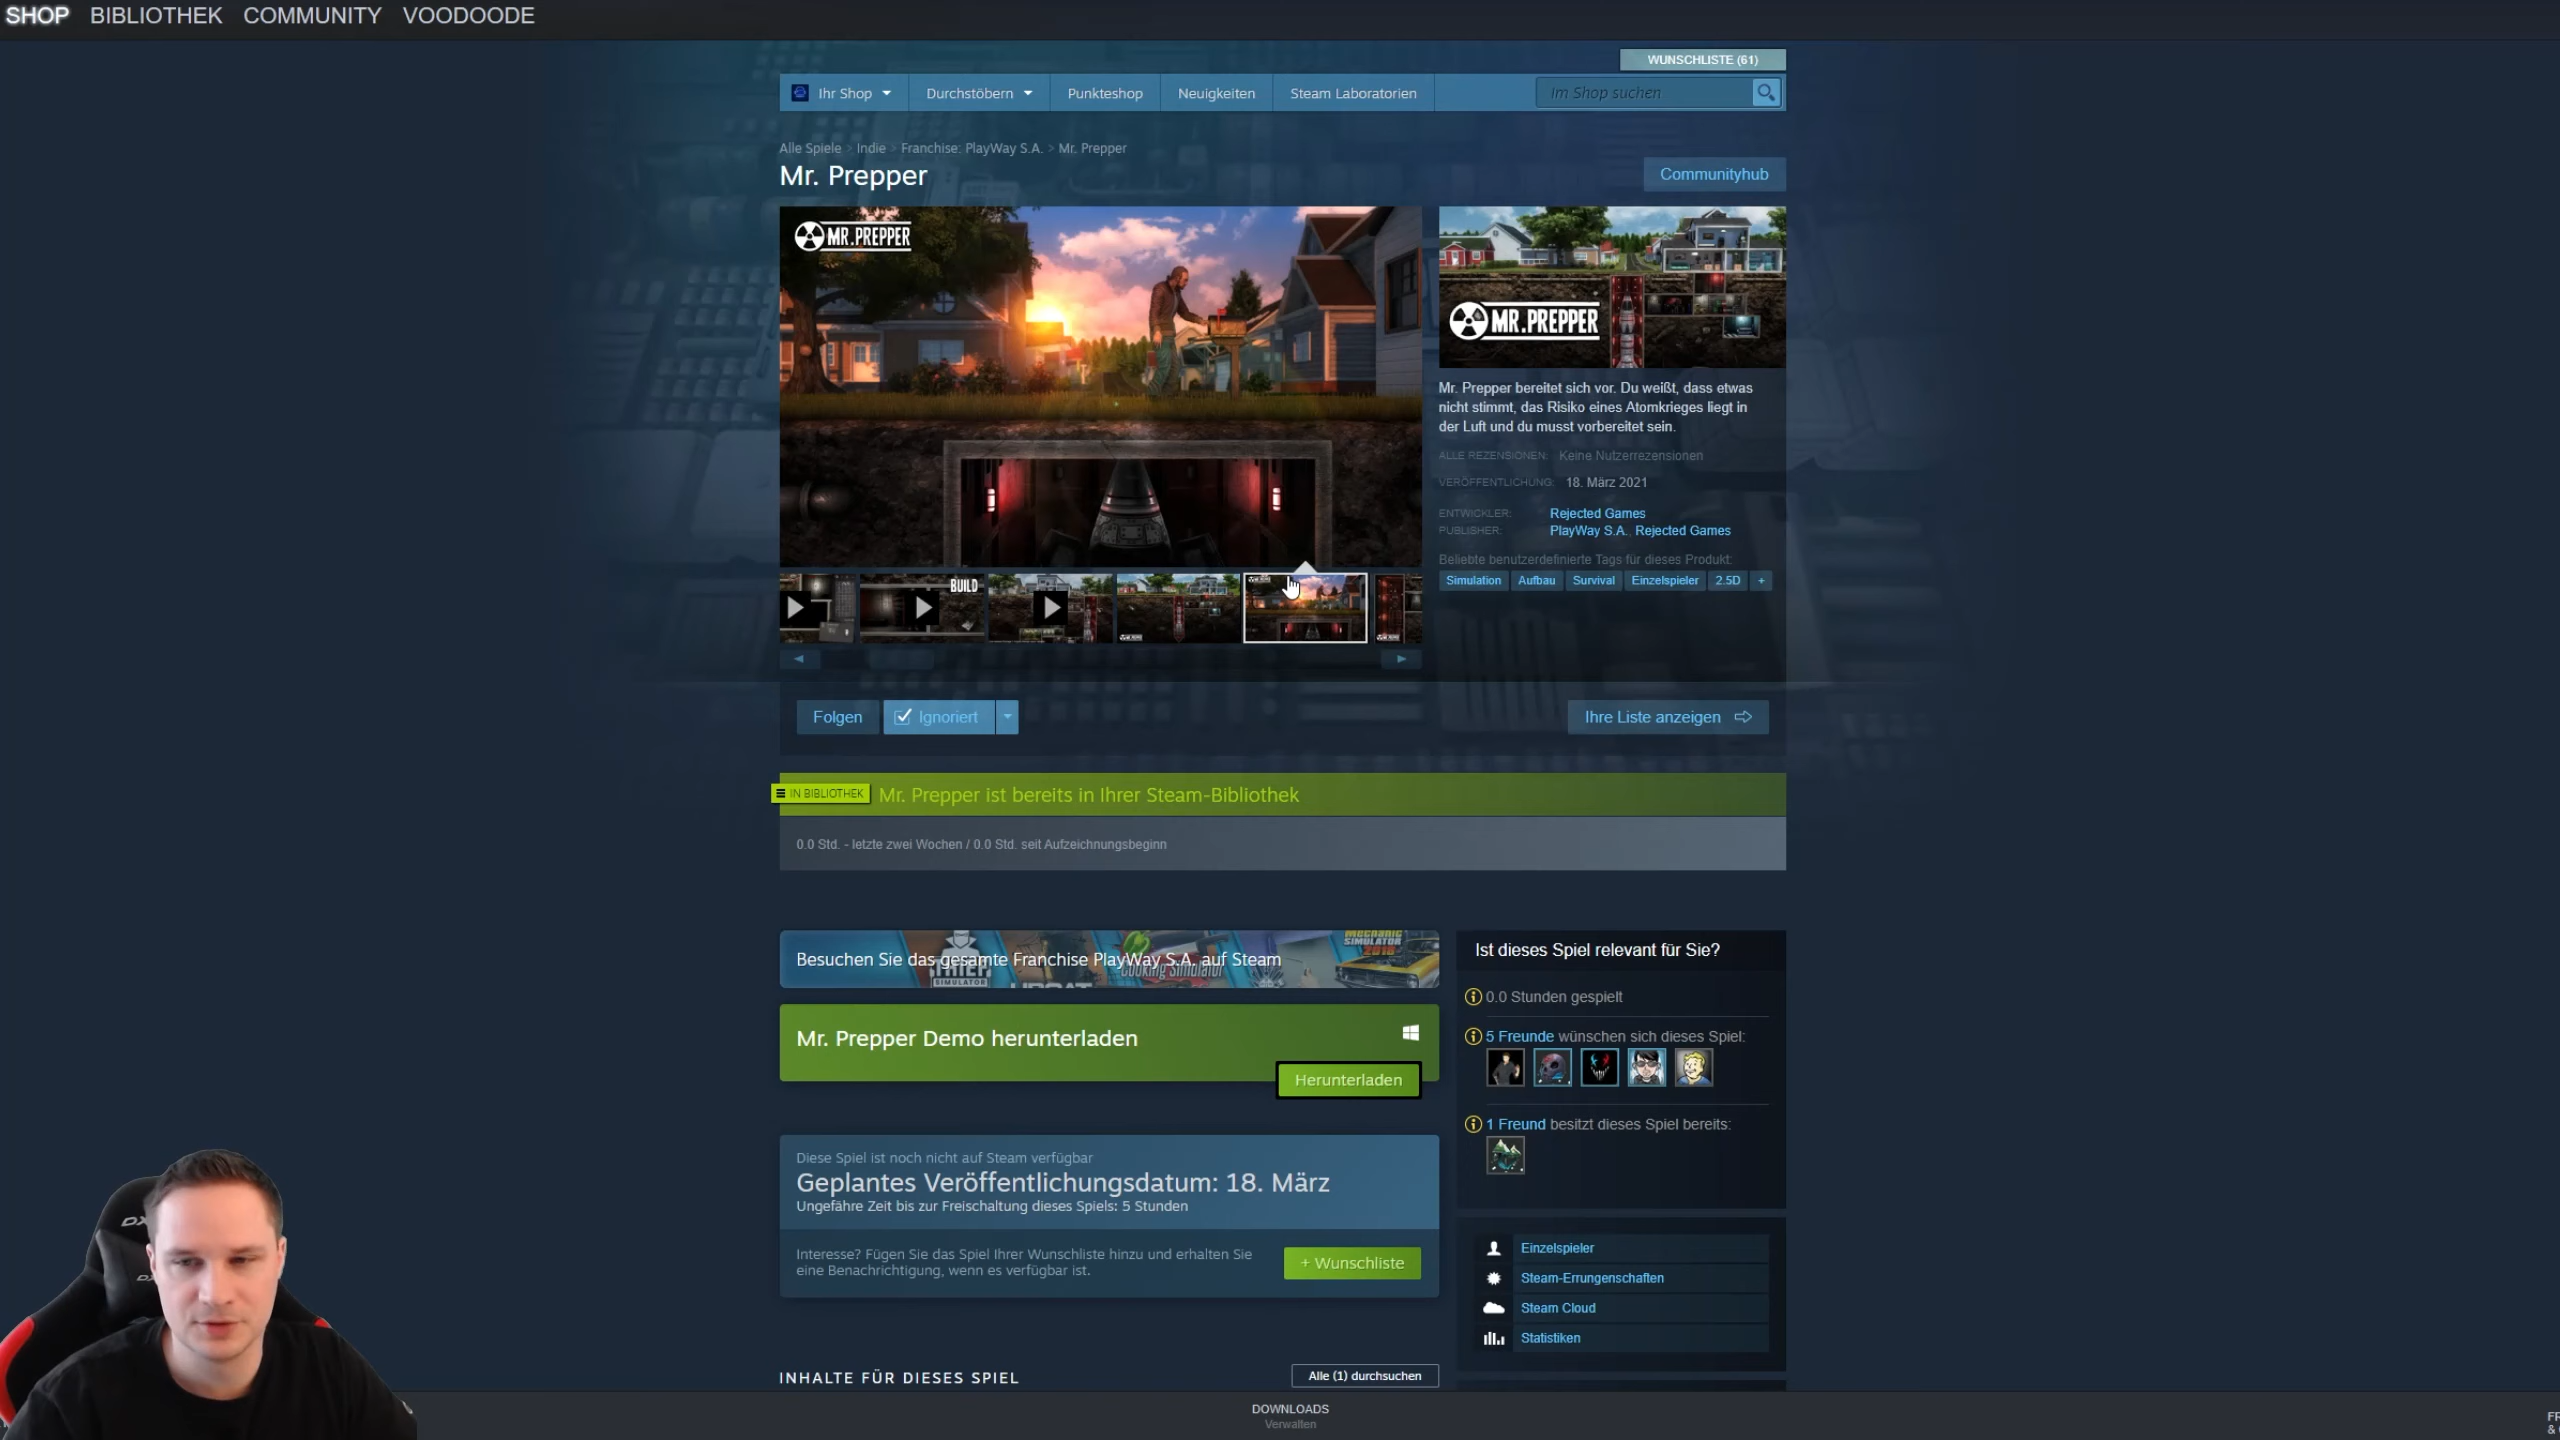 SHOP BIBLIOTHEK COMMUNITY VOODOODE
WUNSCHLISTE (61)
Ihr Shop Durchstöbern Punkteshop Neuigkeiten Steam Laboratorien Im Shop suchen
Alle Spiele > Indie > Franchise: PlayWay S.A. > Mr. Prepper
Mr. Prepper
Communityhub
MR.PREPPER
MR.PREPPER
Mr. Prepper bereitet sich vor. Du weißt, dass etwas
nicht stimmt, das Risiko eines Atomkrieges liegt in
der Luft und du musst vorbereitet sein.
ALLE REZENSIONEN: Keine Nutzerrezensionen
VERÖFFENTLICHUNG: 18. März 2021
ENTWICKLER: Rejected Games
PUBLISHER: PlayWay S.A., Rejected Games
Beliebte benutzerdefinierte Tags für dieses Produkt:
Simulation Aufbau Survival Einzelspieler 2.5D +
BUILD
Folgen Ignoriert Ihre Liste anzeigen
IN BIBLIOTHEK Mr. Prepper ist bereits in Ihrer Steam-Bibliothek
0.0 Std. - letzte zwei Wochen / 0.0 Std. seit Aufzeichnungsbeginn
Besuchen Sie das gesamte Franchise PlayWay S.A. auf Steam
THIEF
SIMULATOR
Cooking Simulator
MECHANIC
SIMULATOR
2018
Mr. Prepper Demo herunterladen
Herunterladen
Diese Spiel ist noch nicht auf Steam verfügbar
Geplantes Veröffentlichungsdatum: 18. März
Ungefähre Zeit bis zur Freischaltung dieses Spiels: 5 Stunden
Interesse? Fügen Sie das Spiel Ihrer Wunschliste hinzu und erhalten Sie
eine Benachrichtigung, wenn es verfügbar ist.
+ Wunschliste
INHALTE FÜR DIESES SPIEL
Alle (1) durchsuchen
Ist dieses Spiel relevant für Sie?
0.0 Stunden gespielt
5 Freunde wünschen sich dieses Spiel:
1 Freund besitzt dieses Spiel bereits:
Einzelspieler
Steam-Errungenschaften
Steam Cloud
Statistiken
DOWNLOADS
Verwalten